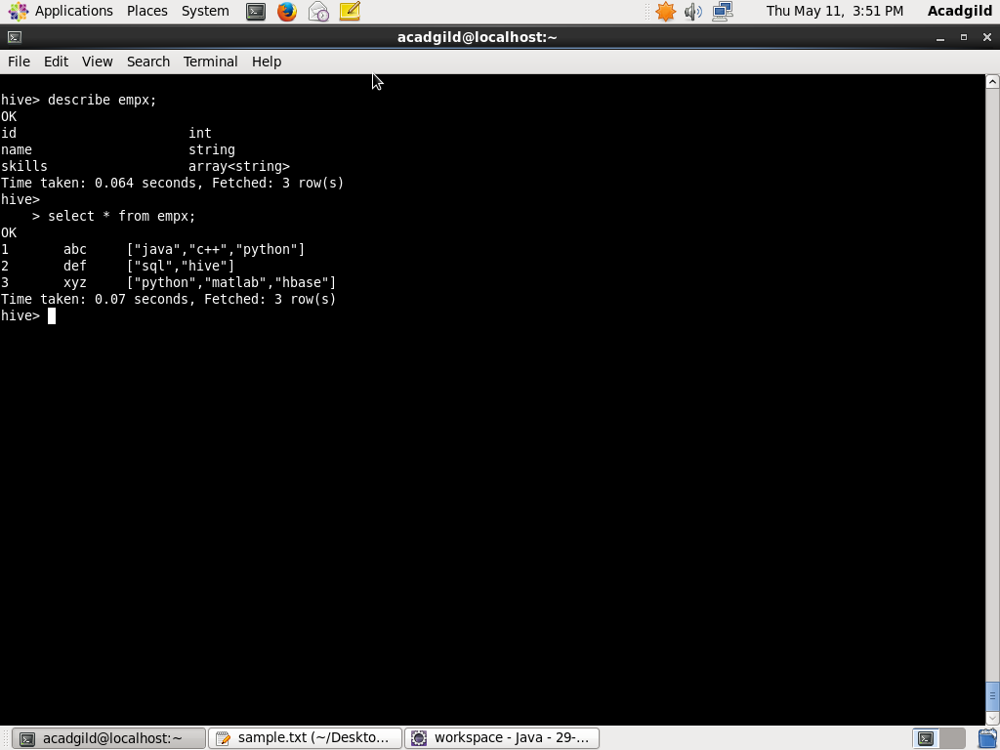 Applications Places System Thu May 11, 3:51 PM Acadgild
acadgild@localhost:~
File Edit View Search Terminal Help
hive> describe empx;
OK
id                      int
name                    string
skills                  array<string>
Time taken: 0.064 seconds, Fetched: 3 row(s)
hive>
    > select * from empx;
OK
1       abc     ["java","c++","python"]
2       def     ["sql","hive"]
3       xyz     ["python","matlab","hbase"]
Time taken: 0.07 seconds, Fetched: 3 row(s)
hive>
acadgild@localhost:~ sample.txt (~/Deskto... workspace - Java - 29-...